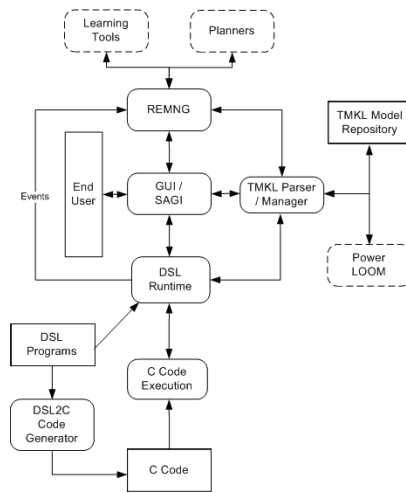 Learning
Tools
Planners
REMNG
TMKL Model
Repository
End
User
GUI /
SAGI
TMKL Parser
/ Manager
Events
Power
LOOM
DSL
Runtime
DSL
Programs
C Code
Execution
DSL2C
Code
Generator
C Code